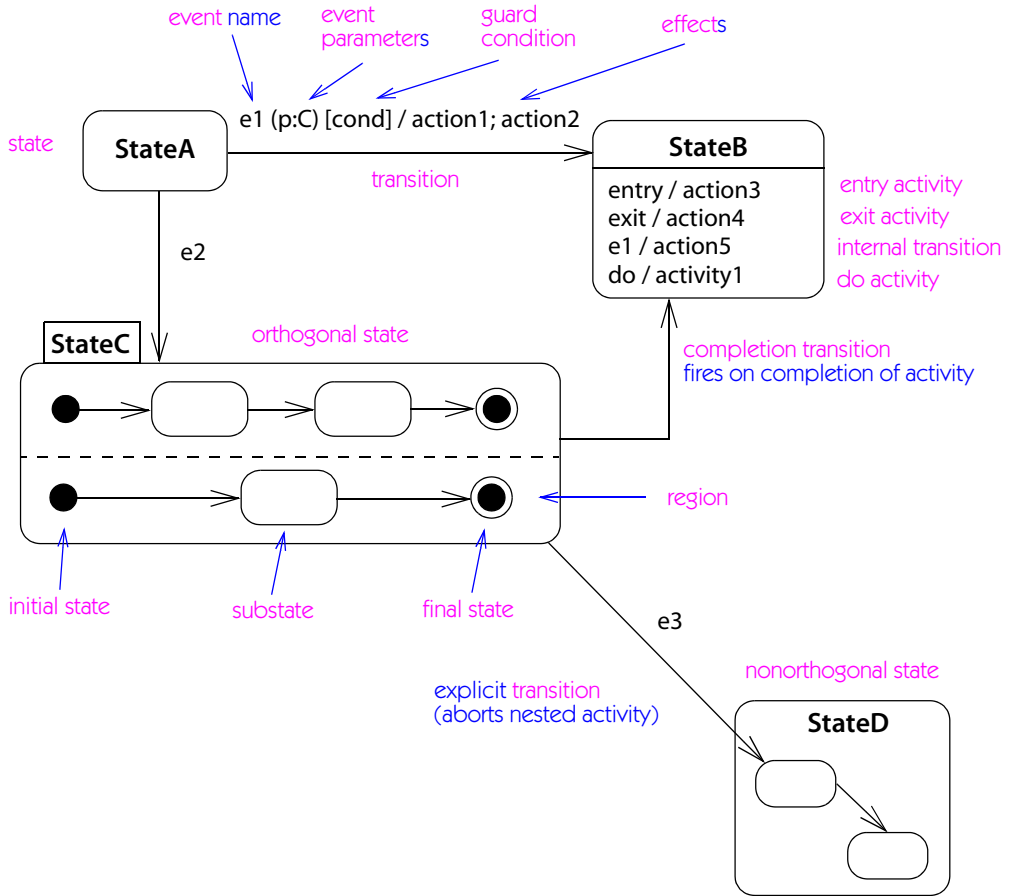 event name
event
parameters
guard
condition
effects
e1 (p:C) [cond] / action1; action2
state
StateA
transition
StateB
entry / action3
exit / action4
e1 / action5
do / activity1
entry activity
exit activity
internal transition
do activity
e2
StateC
orthogonal state
completion transition
fires on completion of activity
region
initial state
substate
final state
e3
explicit transition
(aborts nested activity)
nonorthogonal state
StateD